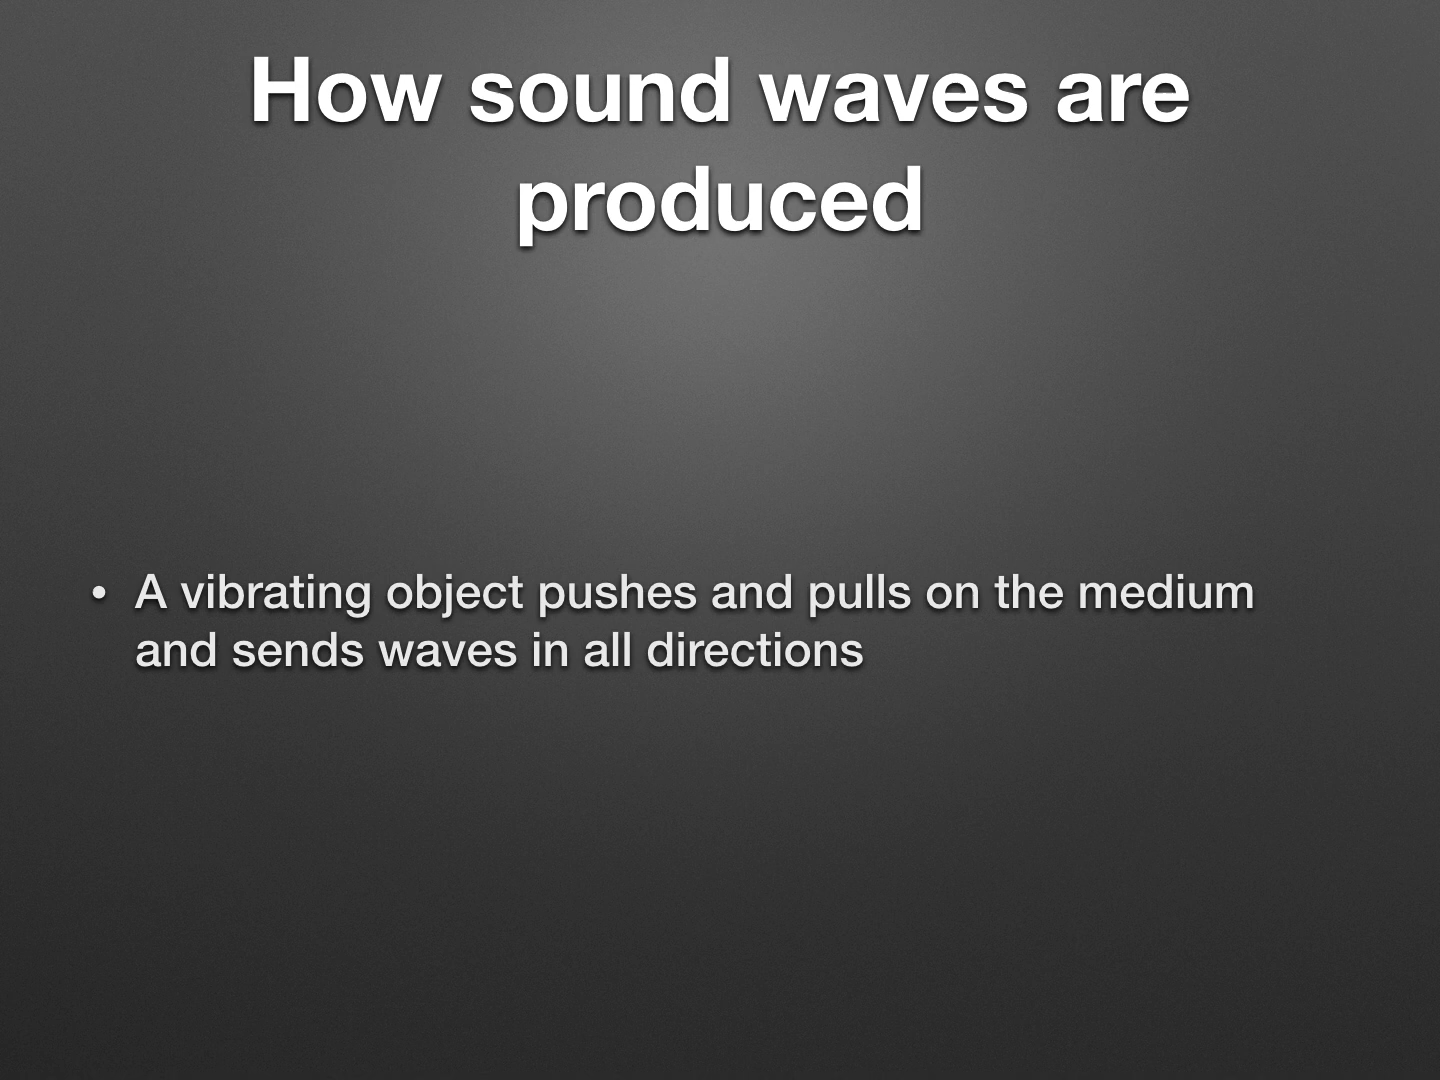 How sound waves are
produced
• A vibrating object pushes and pulls on the medium
and sends waves in all directions